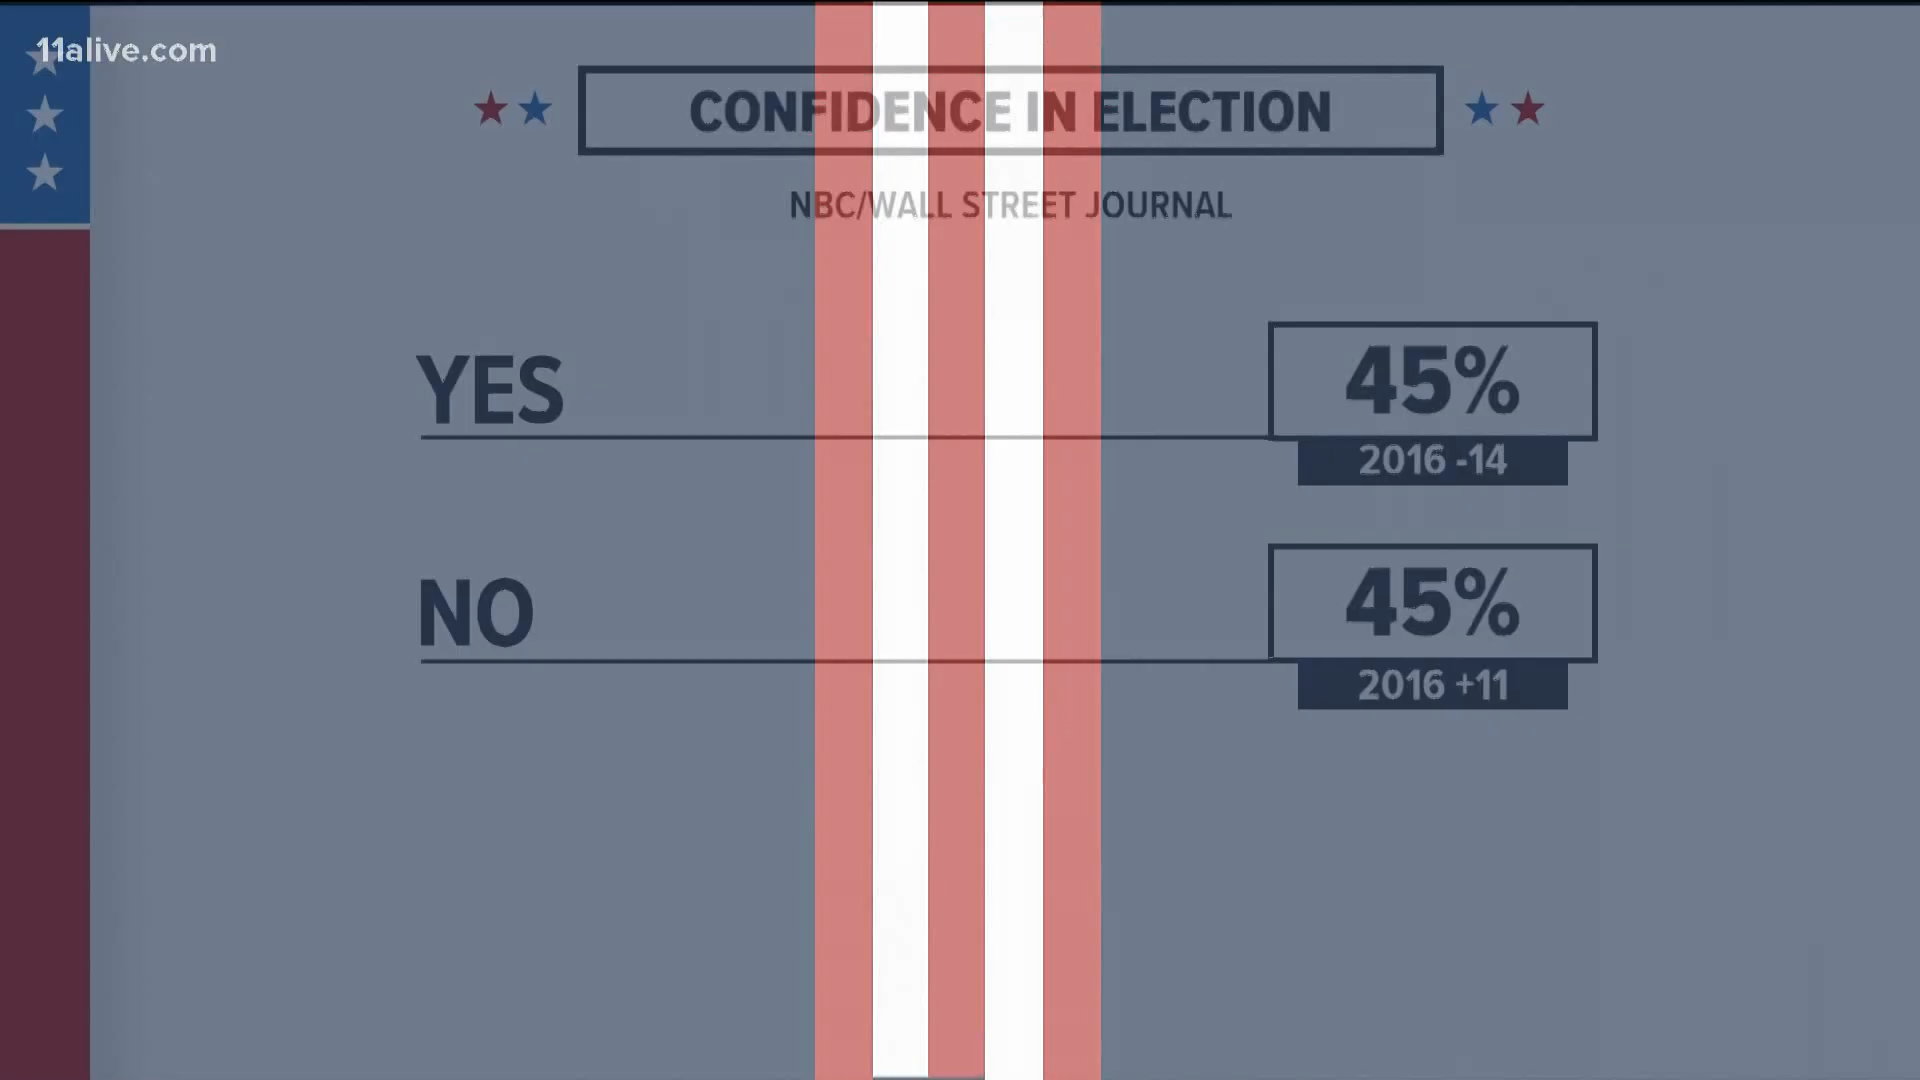 11alive.com
CONFIDENCE IN ELECTION
NBC/WALL STREET JOURNAL
YES
45%
2016 -14
NO
45%
2016 +11